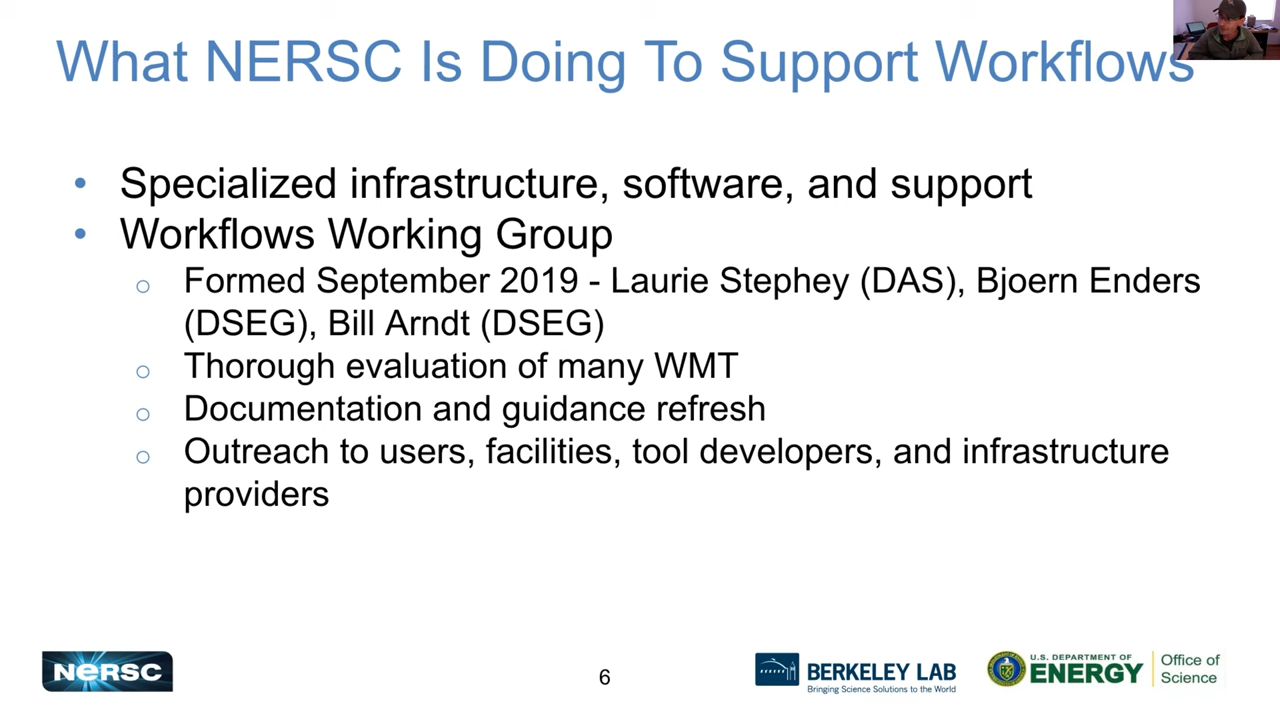 What NERSC Is Doing To Support Workflows
• Specialized infrastructure, software, and support
• Workflows Working Group
o Formed September 2019 - Laurie Stephey (DAS), Bjoern Enders
(DSEG), Bill Arndt (DSEG)
o Thorough evaluation of many WMT
o Documentation and guidance refresh
o Outreach to users, facilities, tool developers, and infrastructure
providers
NERSC
6
BERKELEY LAB
Bringing Science Solutions to the World
U.S. DEPARTMENT OF
ENERGY
Office of
Science